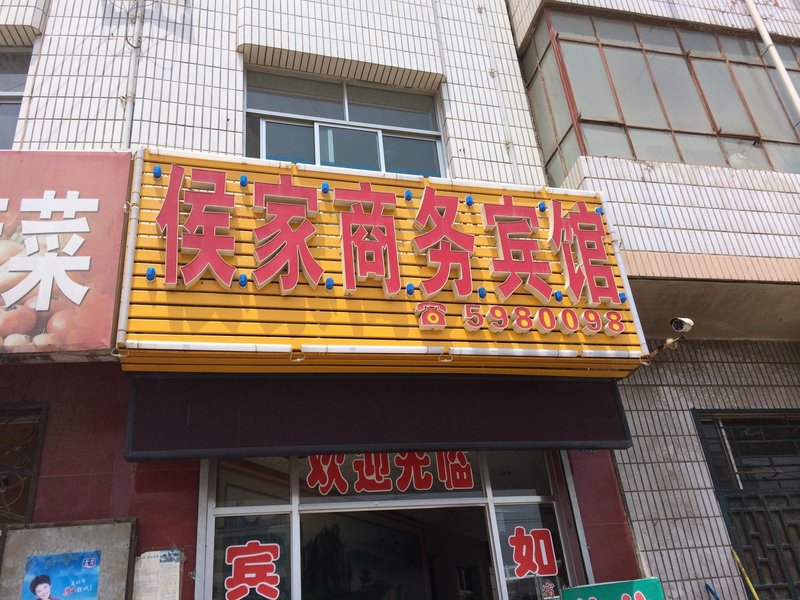 菜
侯家商务宾馆
☎5980098
欢迎光临
宾
如